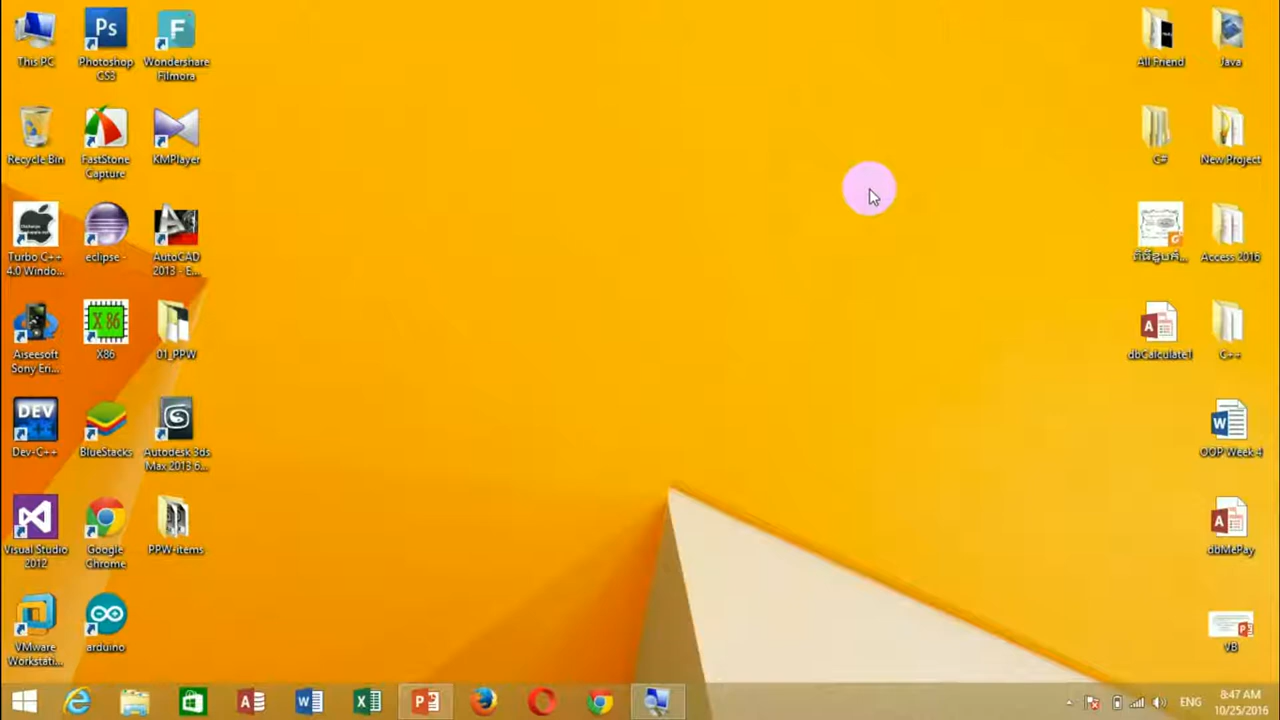 This PC
Photoshop CS3
Wondershare Filmora
Recycle Bin
FastStone Capture
KMPlayer
Turbo C++ 4.0 Windo...
eclipse -
AutoCAD 2013 - E...
Aiseesoft Sony Eri...
X86
01_PPW
Dev-C++
BlueStacks
Autodesk 3ds Max 2013 6...
Visual Studio 2012
Google Chrome
PPW-items
VMware Workstati...
arduino
All Friend
Java
C#
New Project
Access 2016
dbCalculate1
C++
OOP Week 4
dbMePay
VB
ENG
8:47 AM
10/25/2016